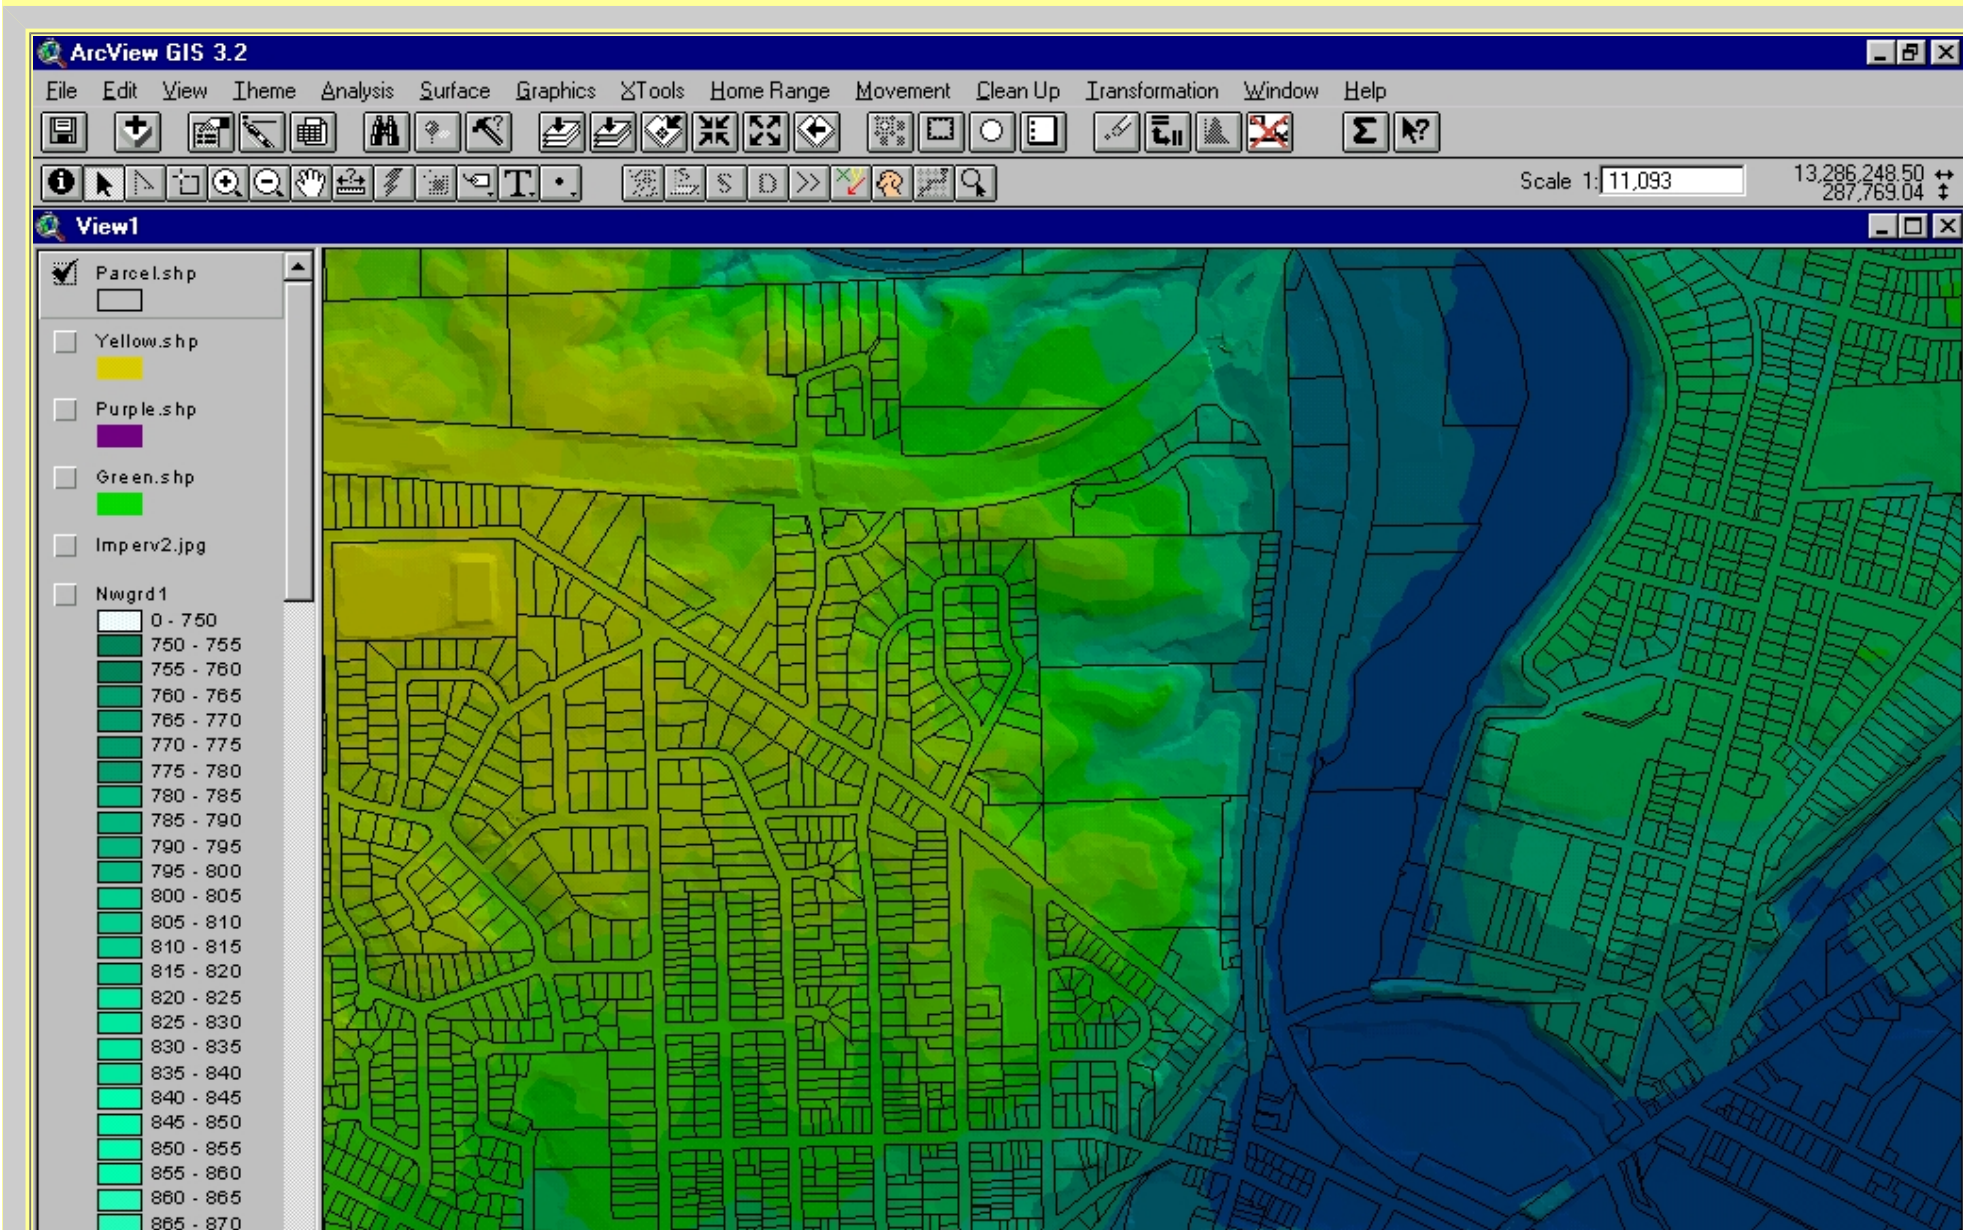 ArcView GIS 3.2
File Edit View Theme Analysis Surface Graphics XTools Home Range Movement Clean Up Transformation Window Help
Scale 1: 11,093
13,286,248.50
287,769.04
View1
Parcel.shp
Yellow.shp
Purple.shp
Green.shp
Imperv2.jpg
Nwgrd1
0 - 750
750 - 755
755 - 760
760 - 765
765 - 770
770 - 775
775 - 780
780 - 785
785 - 790
790 - 795
795 - 800
800 - 805
805 - 810
810 - 815
815 - 820
820 - 825
825 - 830
830 - 835
835 - 840
840 - 845
845 - 850
850 - 855
855 - 860
860 - 865
865 - 870